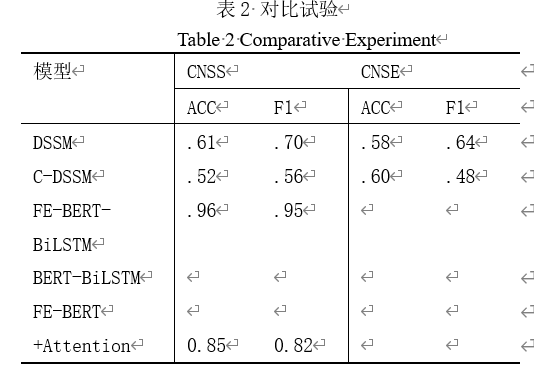 表 2 对比试验
Table 2 Comparative Experiment
模型 CNSS CNSE
ACC F1 ACC F1
DSSM .61 .70 .58 .64
C-DSSM .52 .56 .60 .48
FE-BERT- .96 .95
BiLSTM
BERT-BiLSTM
FE-BERT
+Attention 0.85 0.82